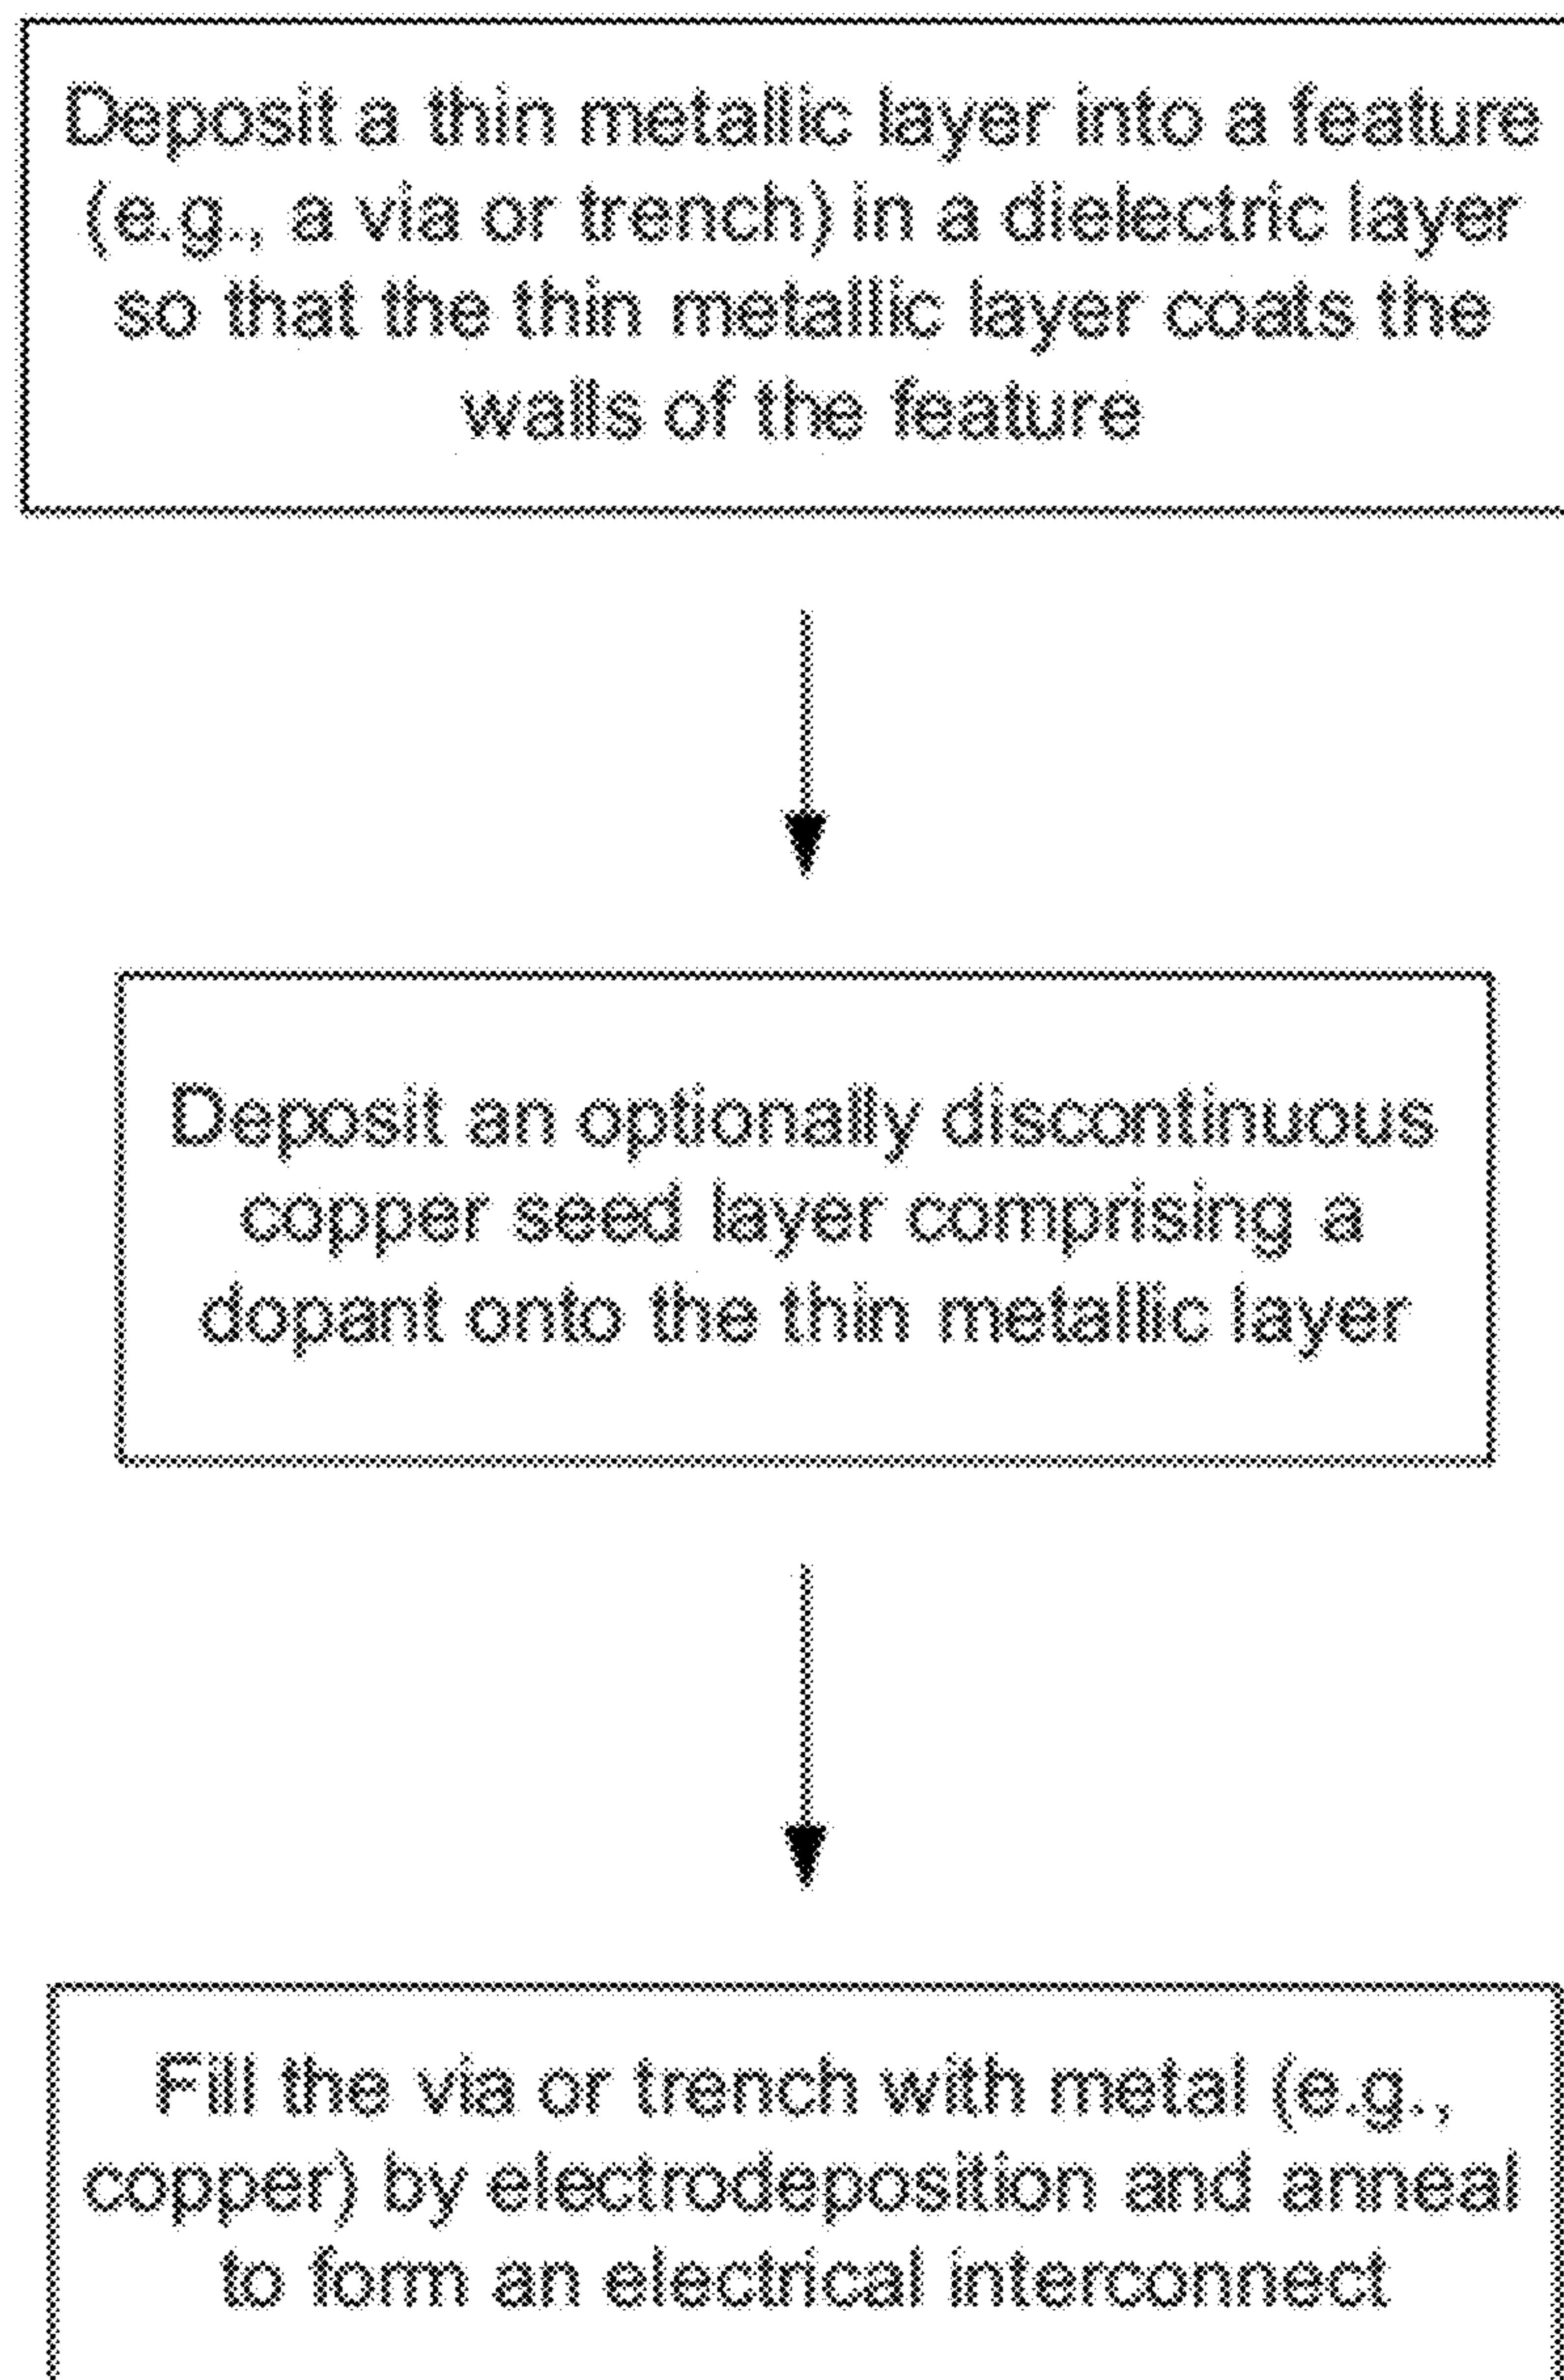 Deposit a thin metallic layer into a feature
(e.g., a via or trench) in a dielectric layer
so that the thin metallic layer coats the
walls of the feature
Deposit an optionally discontinuous
copper seed layer comprising a
dopant onto the thin metallic layer
Fill the via or trench with metal (e.g.,
copper) by electrodeposition and anneal
to form an electrical interconnect